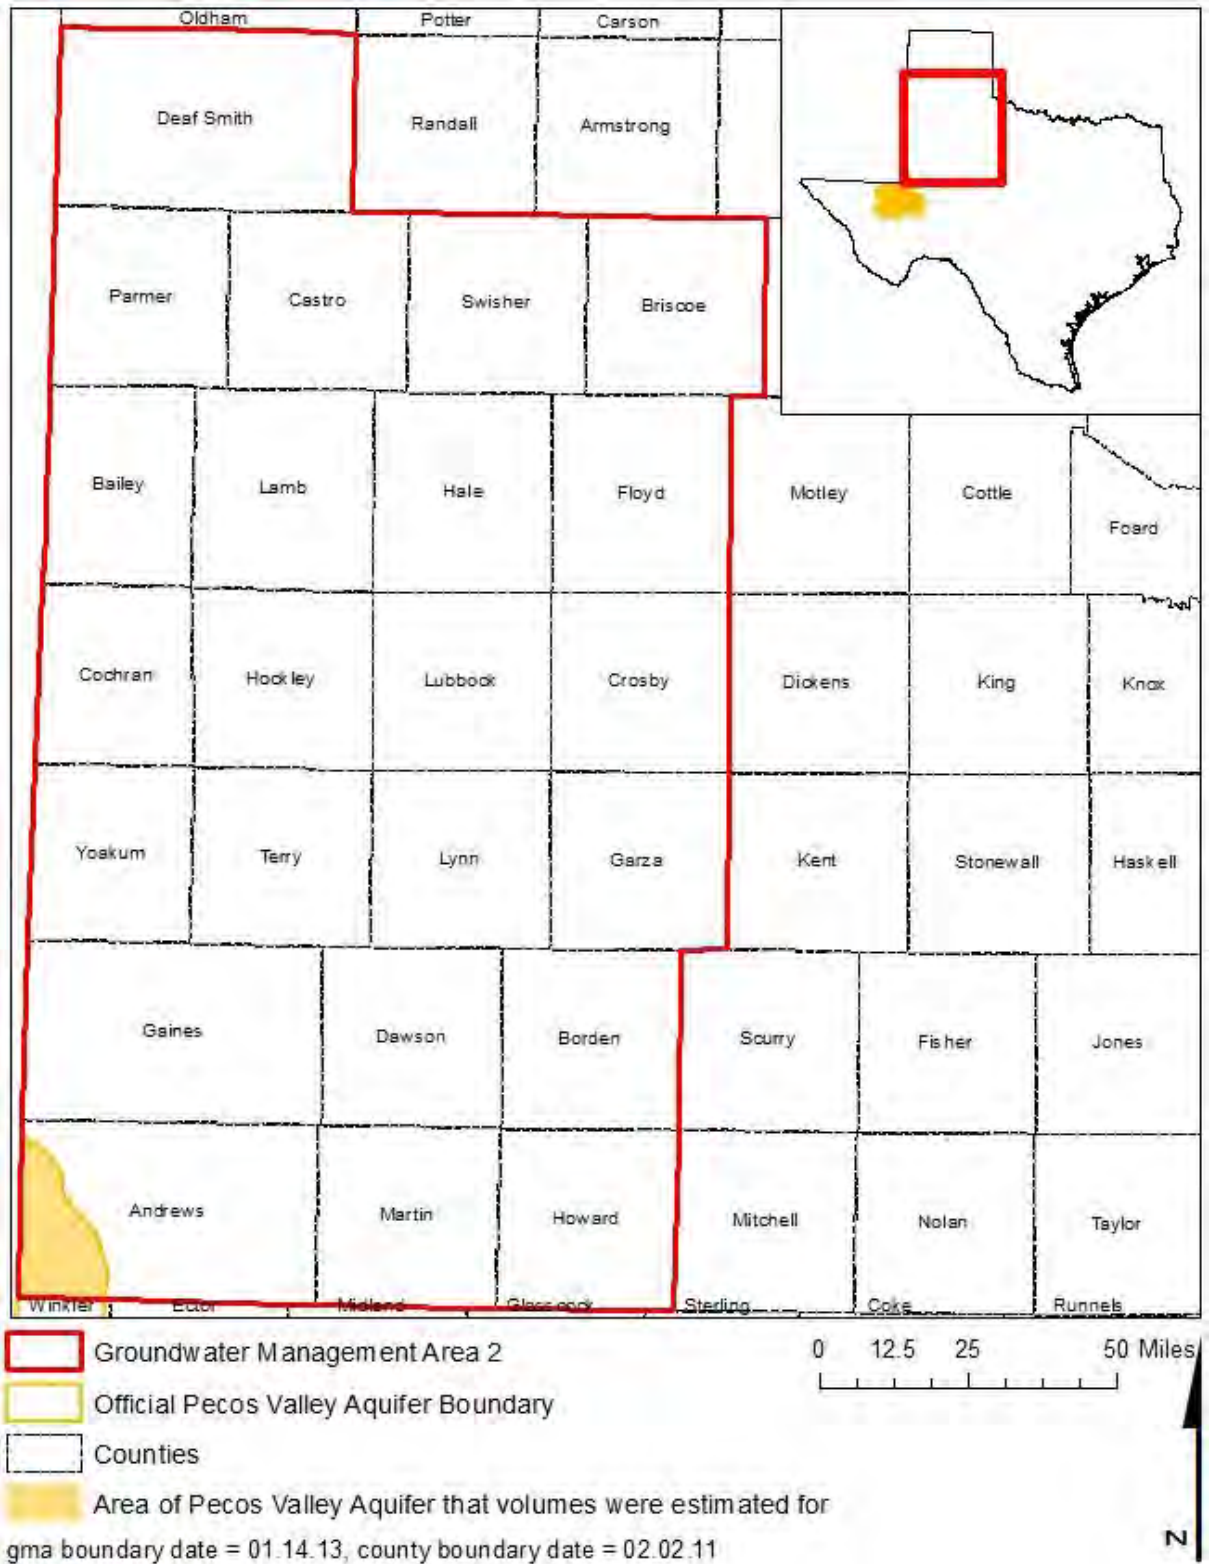 Oldham Potter Carson
Deaf Smith Randall Armstrong
Parmer Castro Swisher Briscoe
Bailey Lamb Hale Floyd Motley Cottle Foard
Cochran Hockley Lubbock Crosby Dickens King Knox
Yoakum Terry Lynn Garza Kent Stonewall Haskell
Gaines Dawson Borden Scurry Fisher Jones
Andrews Martin Howard Mitchell Nolan Taylor
Winkler Ector Midland Glasscock Sterling Coke Runnels
Groundwater Management Area 2
0 12.5 25 50 Miles
Official Pecos Valley Aquifer Boundary
Counties
Area of Pecos Valley Aquifer that volumes were estimated for
N
gma boundary date = 01.14.13, county boundary date = 02.02.11